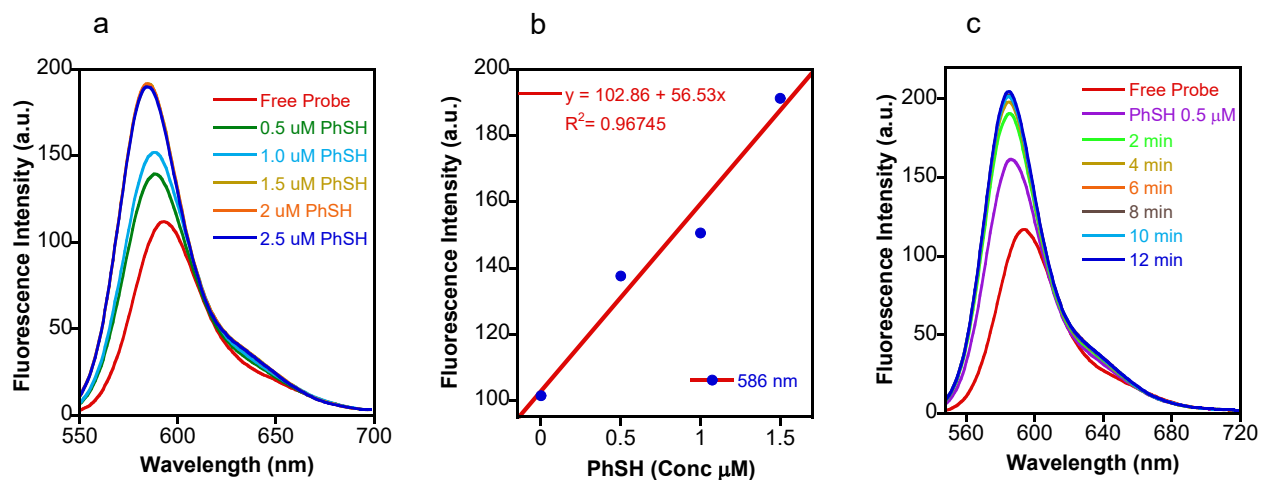 a
200
150
100
50
0
550
600
650
700
Fluorescence Intensity (a.u.)
Wavelength (nm)
Free Probe
0.5 uM PhSH
1.0 uM PhSH
1.5 uM PhSH
2 uM PhSH
2.5 uM PhSH
b
200
180
160
140
120
100
0
0.5
1
1.5
Fluorescence Intensity (a.u.)
PhSH (Conc μM)
y = 102.86 + 56.53x
R²= 0.96745
586 nm
c
200
150
100
50
0
560
600
640
680
720
Fluorescence Intensity (a.u.)
Wavelength (nm)
Free Probe
PhSH 0.5 μM
2 min
4 min
6 min
8 min
10 min
12 min